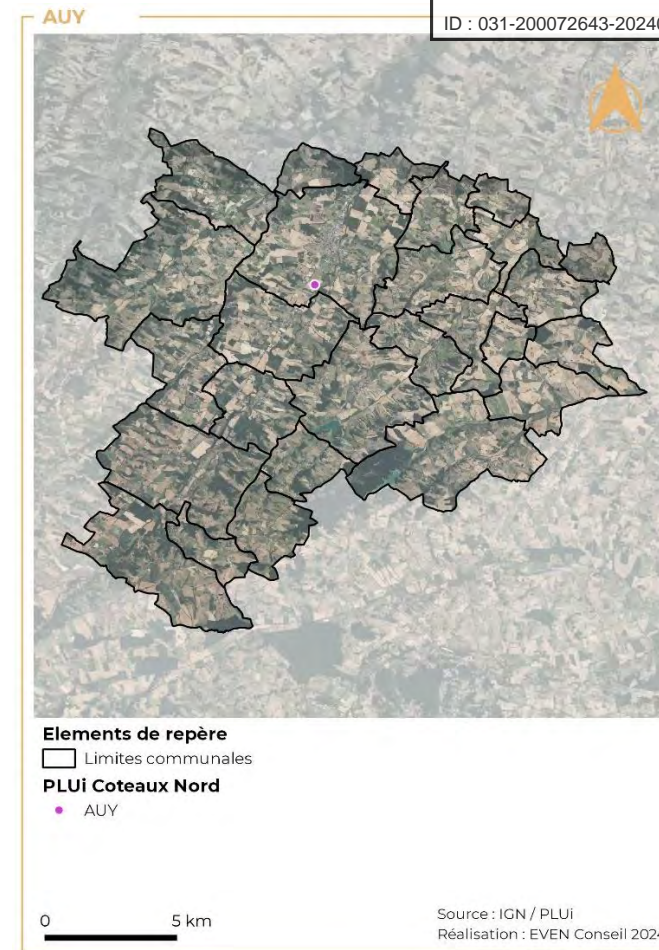 AUY
ID : 031-200072643-20240
Elements de repère
Limites communales
PLUi Coteaux Nord
AUY
0 5 km
Source : IGN / PLUi
Réalisation : EVEN Conseil 2024